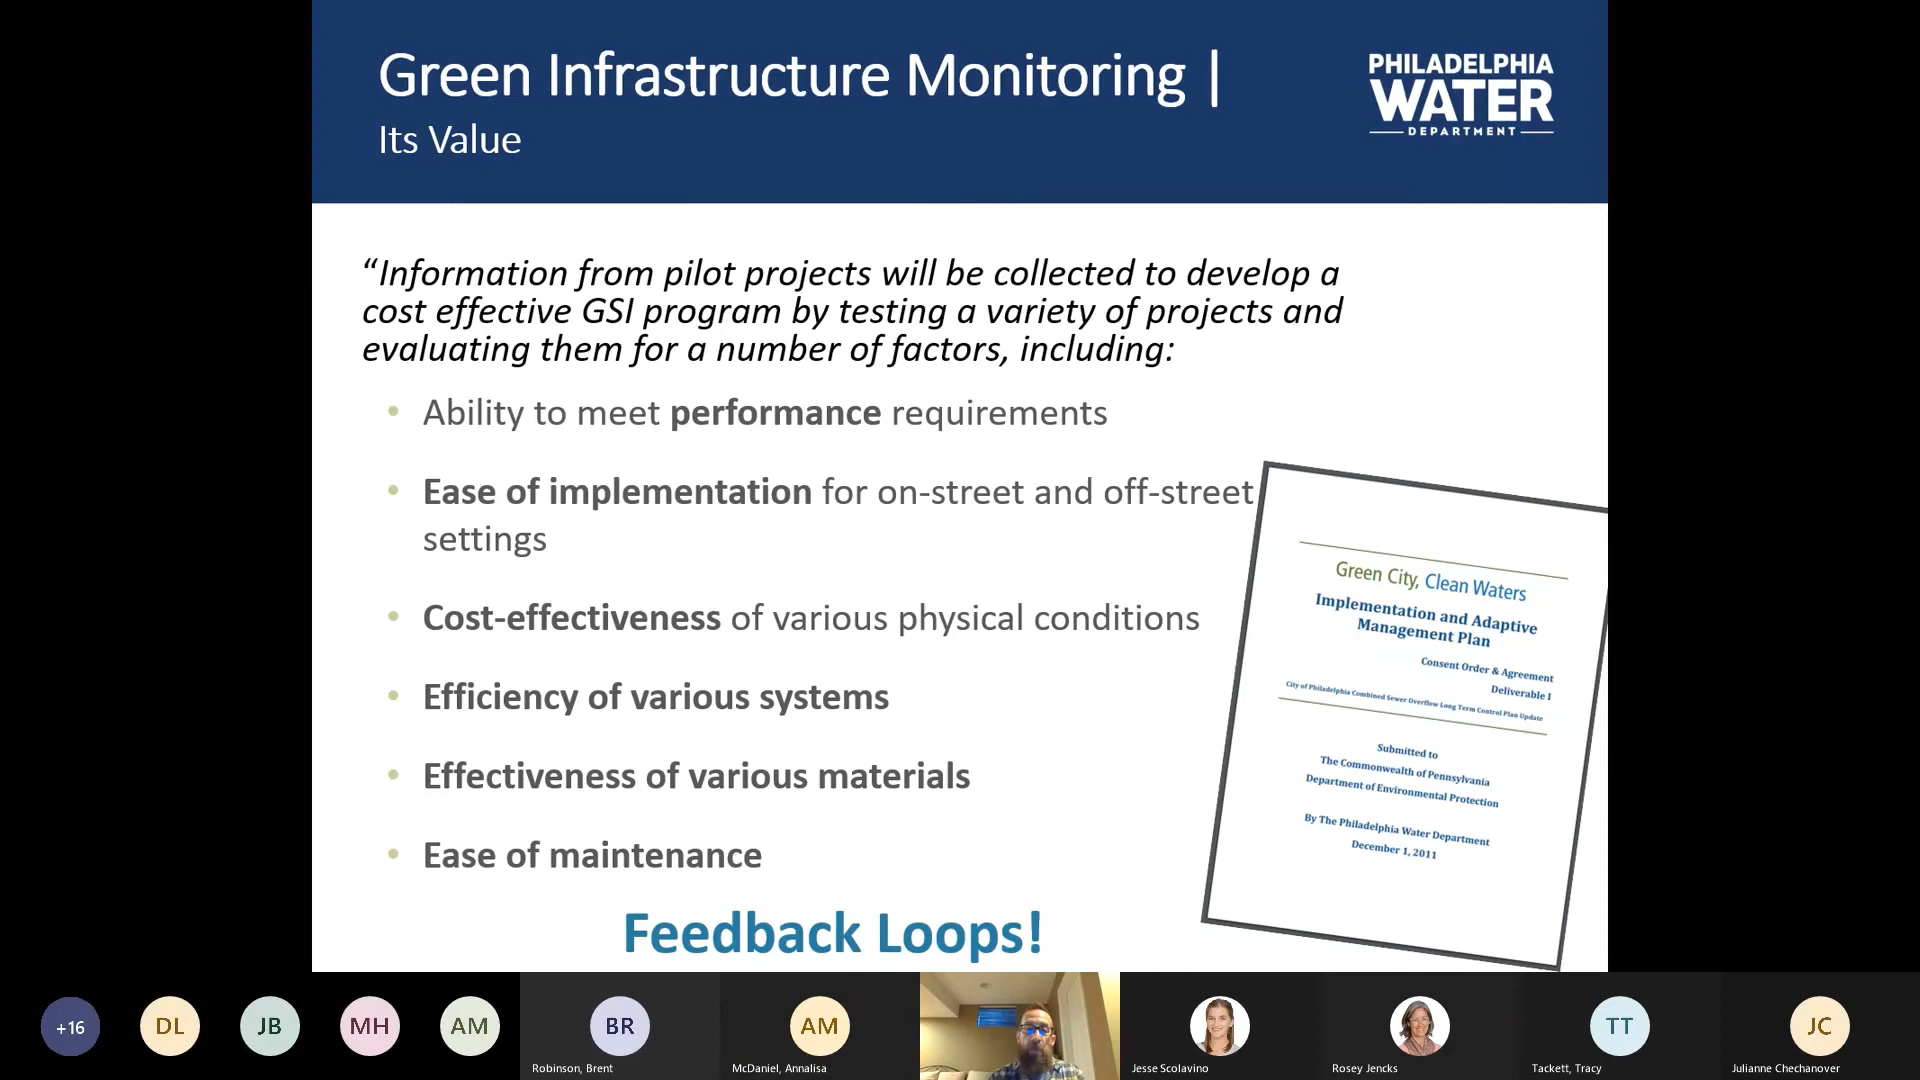 Green Infrastructure Monitoring |
Its Value
PHILADELPHIA
WATER
DEPARTMENT
“Information from pilot projects will be collected to develop a
cost effective GSI program by testing a variety of projects and
evaluating them for a number of factors, including:
• Ability to meet performance requirements
• Ease of implementation for on-street and off-street
settings
• Cost-effectiveness of various physical conditions
• Efficiency of various systems
• Effectiveness of various materials
• Ease of maintenance
Feedback Loops!
Green City, Clean Waters
Implementation and Adaptive
Management Plan
Consent Order & Agreement
Deliverable I
City of Philadelphia Combined Sewer Overflow Long Term Control Plan Update
Submitted to
The Commonwealth of Pennsylvania
Department of Environmental Protection
By The Philadelphia Water Department
December 1, 2011
+16
DL
JB
MH
AM
BR
Robinson, Brent
AM
McDaniel, Annalisa
Jesse Scolavino
Rosey Jencks
TT
Tackett, Tracy
JC
Julianne Chechanover